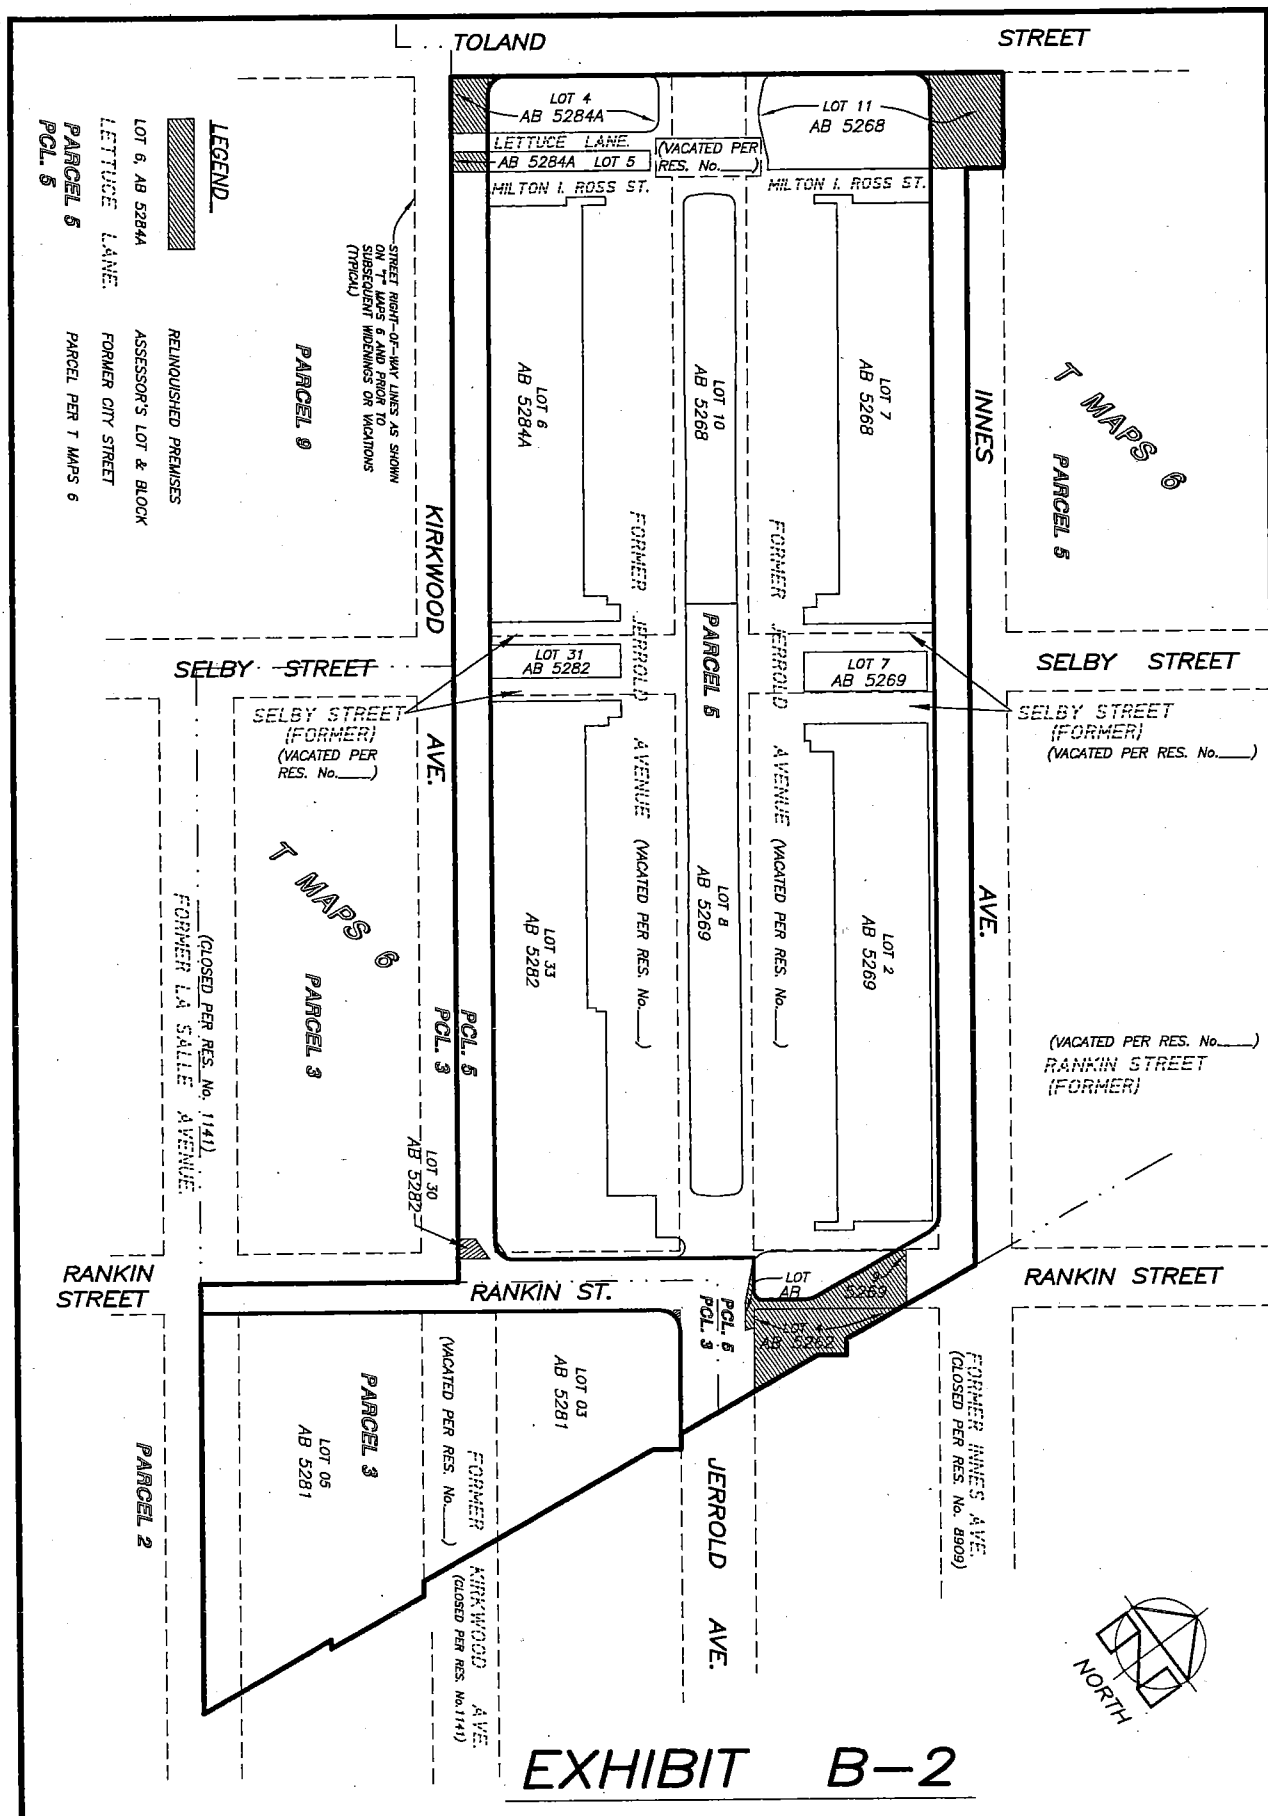 TOLAND
STREET
LOT 4
AB 5284A
LOT 11
AB 5268
LETTUCE LANE.
AB 5284A LOT 5
(VACATED PER
RES. No.____)
MILTON I. ROSS ST.
MILTON I. ROSS ST.
LEGEND
RELINQUISHED PREMISES
LOT 6, AB 5284A
ASSESSOR'S LOT & BLOCK
LETTUCE LANE.
FORMER CITY STREET
PARCEL 5
PCL. 5
PARCEL PER T MAPS 6
STREET RIGHT-OF-WAY LINES AS SHOWN
ON "T" MAPS 6 AND PRIOR TO
SUBSEQUENT WIDENINGS OR VACATIONS
(TYPICAL)
PARCEL 9
LOT 6
AB 5284A
LOT 10
AB 5268
LOT 7
AB 5268
INNES
AVE.
T MAPS 6
PARCEL 5
KIRKWOOD
AVE.
FORMER JERROLD AVENUE (VACATED PER RES. No.____)
PARCEL 5
FORMER JERROLD AVENUE (VACATED PER RES. No.____)
SELBY STREET
LOT 31
AB 5282
LOT 7
AB 5269
SELBY STREET
SELBY STREET
(FORMER)
(VACATED PER
RES. No.____)
SELBY STREET
(FORMER)
(VACATED PER RES. No.____)
T MAPS 6
PARCEL 3
(CLOSED PER RES. No. 1141)
FORMER LA SALLE AVENUE.
LOT 33
AB 5282
LOT 8
AB 5269
LOT 2
AB 5269
PCL. 5
PCL. 3
(VACATED PER RES. No.____)
RANKIN STREET
(FORMER)
LOT 30
AB 5282
RANKIN
STREET
RANKIN ST.
PCL. 5
PCL. 3
LOT 9
AB 5269
LOT 4
AB 5262
RANKIN STREET
PARCEL 3
LOT 05
AB 5281
LOT 03
AB 5281
(VACATED PER RES. No.____)
FORMER KIRKWOOD AVE.
(CLOSED PER RES. No.1141)
PARCEL 2
JERROLD AVE.
FORMER INNES AVE.
(CLOSED PER RES. No. 8909)
NORTH
EXHIBIT B-2